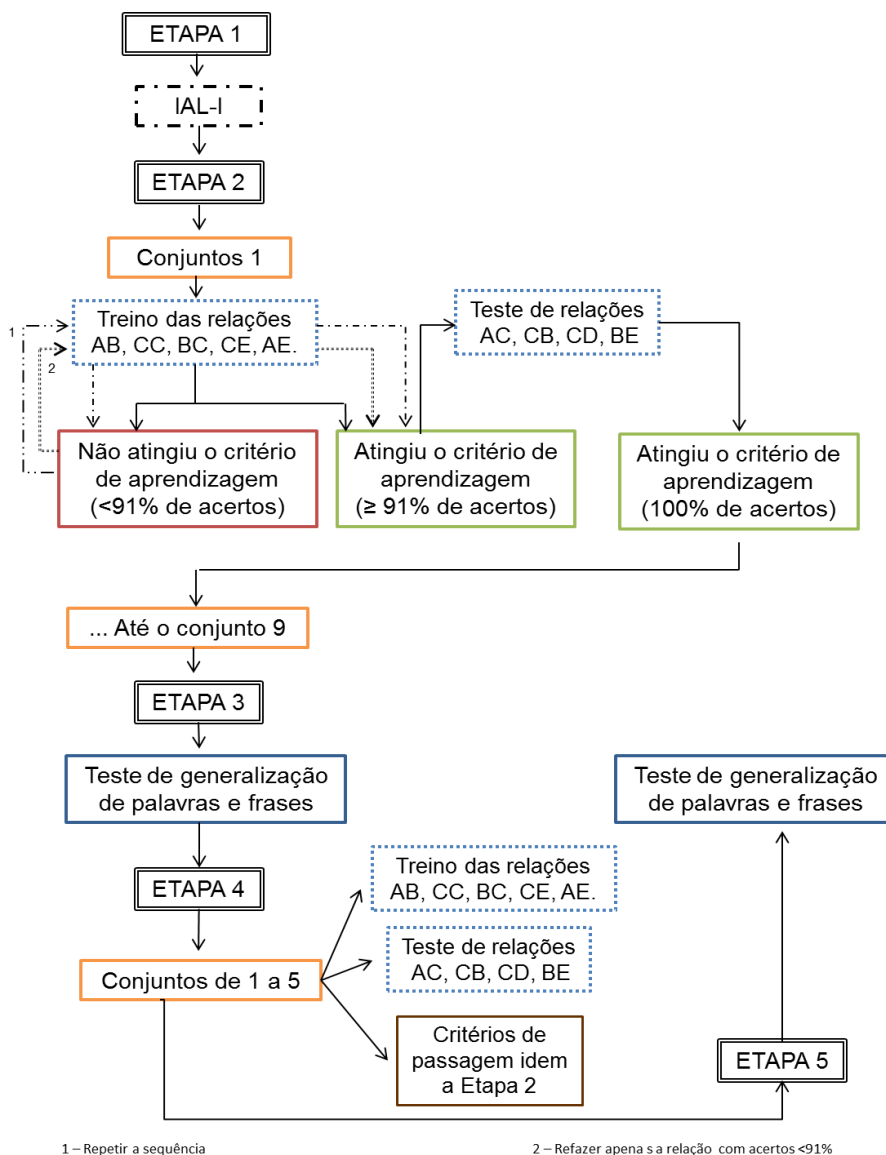 ETAPA 1
IAL-I
ETAPA 2
Conjuntos 1
Treino das relações
AB, CC, BC, CE, AE.
Teste de relações
AC, CB, CD, BE
1
2
Não atingiu o critério
de aprendizagem
(<91% de acertos)
Atingiu o critério de
aprendizagem
(≥ 91% de acertos)
Atingiu o critério de
aprendizagem
(100% de acertos)
... Até o conjunto 9
ETAPA 3
Teste de generalização
de palavras e frases
Teste de generalização
de palavras e frases
ETAPA 4
Treino das relações
AB, CC, BC, CE, AE.
Conjuntos de 1 a 5
Teste de relações
AC, CB, CD, BE
Critérios de
passagem idem
a Etapa 2
ETAPA 5
1 – Repetir a sequência
2 – Refazer apena s a relação com acertos <91%